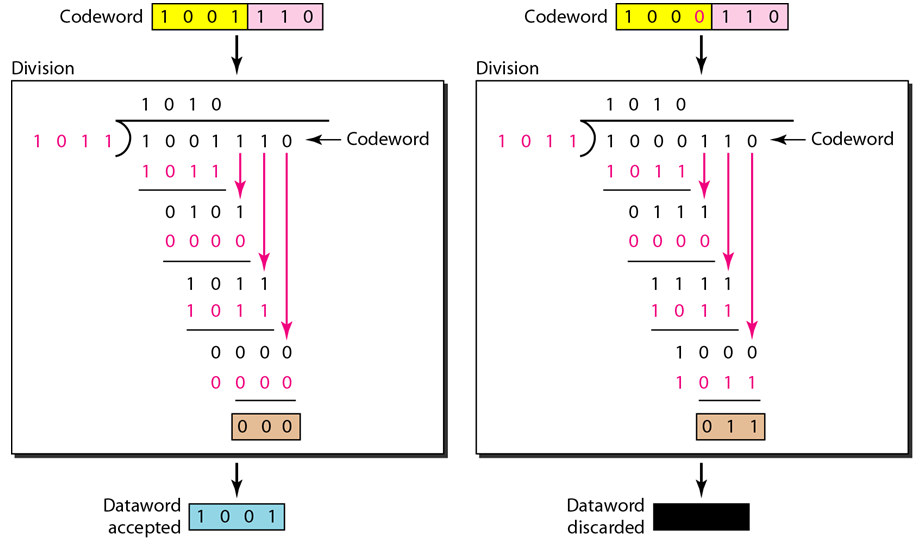 Codeword 1 0 0 1 1 1 0
Division
1 0 1 0
1 0 1 1 1 0 0 1 1 1 0 Codeword
1 0 1 1
0 1 0 1
0 0 0 0
1 0 1 1
1 0 1 1
0 0 0 0
0 0 0 0
0 0 0
Dataword
accepted 1 0 0 1
Codeword 1 0 0 0 1 1 0
Division
1 0 1 0
1 0 1 1 1 0 0 0 1 1 0 Codeword
1 0 1 1
0 1 1 1
0 0 0 0
1 1 1 1
1 0 1 1
1 0 0 0
1 0 1 1
0 1 1
Dataword
discarded